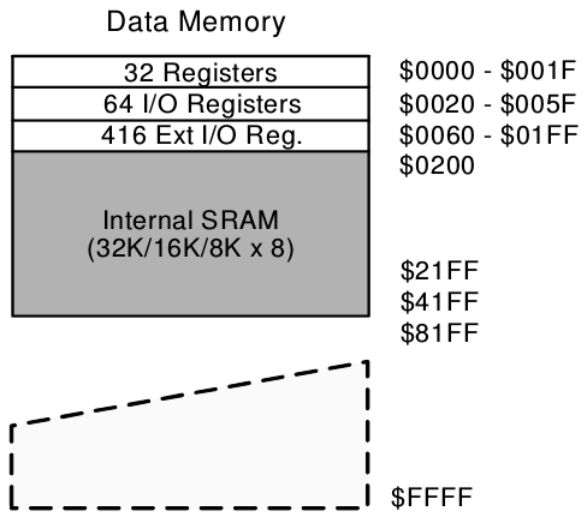 Data Memory
32 Registers $0000 - $001F
64 I/O Registers $0020 - $005F
416 Ext I/O Reg. $0060 - $01FF
$0200
Internal SRAM
(32K/16K/8K x 8)
$21FF
$41FF
$81FF
$FFFF